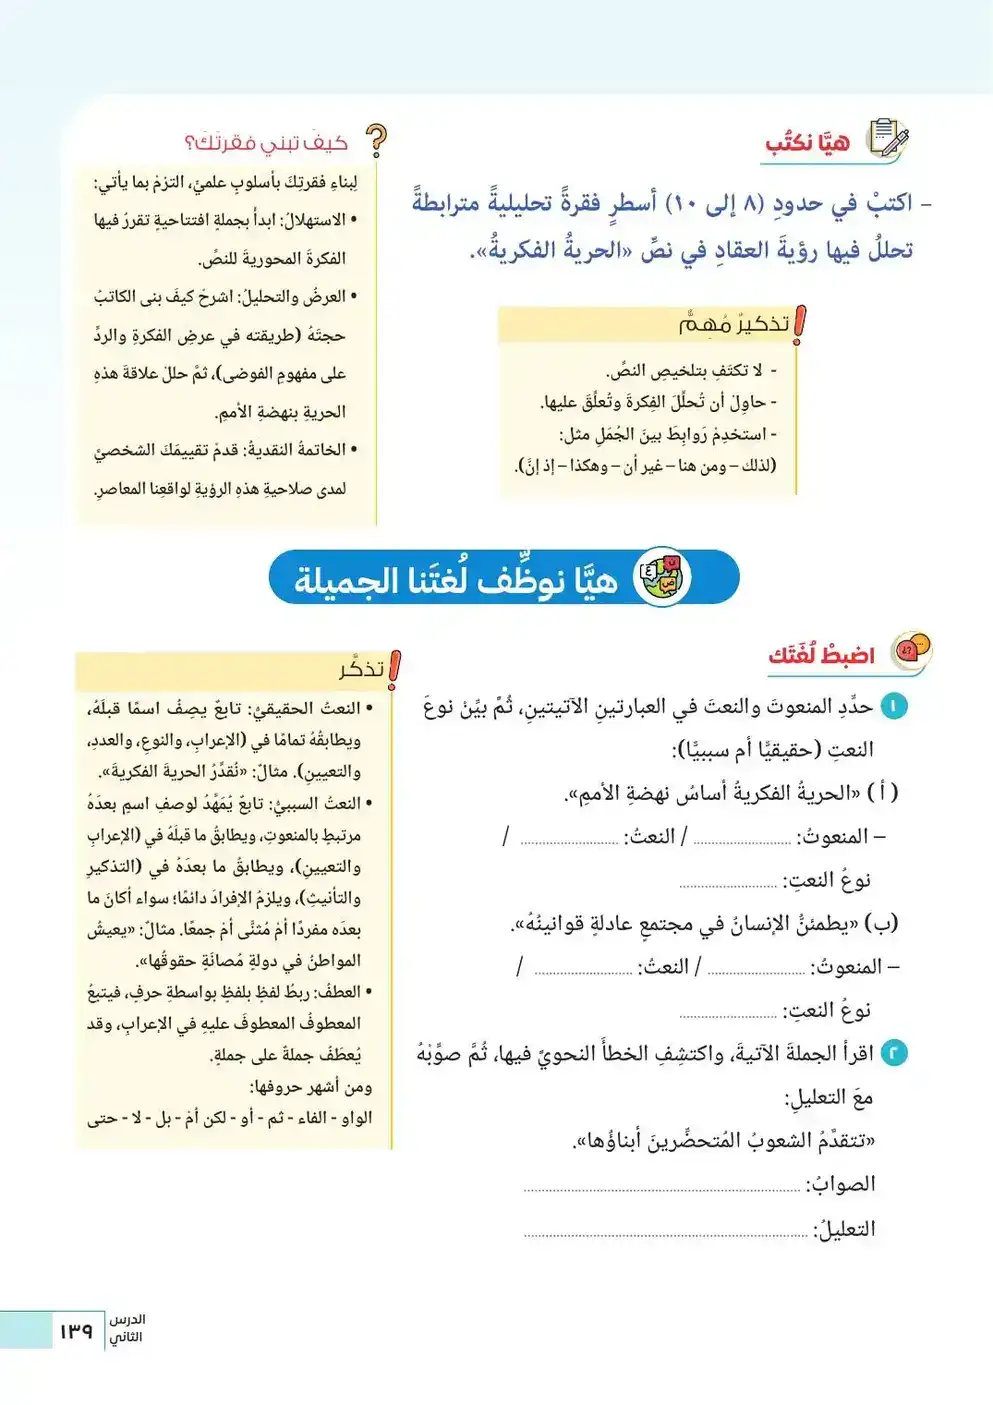 هيَّا نكتُب
– اكتبْ في حدودِ (٨ إلى ١٠) أسطرٍ فقرةً تحليليةً مترابطةً
تحللُ فيها رؤيةَ العقادِ في نصِّ «الحريةُ الفكريةُ».
تذكيرٌ مُهِمٌّ
- لا تكتَفِ بتلخيصِ النصِّ.
- حاوِلْ أن تُحلِّلَ الفِكرةَ وتُعلِّقَ عليها.
- استخدِمْ رَوابِطَ بينَ الجُمَلِ مثل:
(لذلك – ومن هنا – غير أن – وهكذا – إذ إنَّ).
كيفَ تبني فقرتَكَ؟
لِبناءِ فقرتِكَ بأسلوبٍ علميٍّ، التزمْ بما يأتي:
• الاستهلالُ: ابدأْ بجملةٍ افتتاحيةٍ تقررُ فيها
الفكرةَ المحوريةَ للنصِّ.
• العرضُ والتحليلُ: اشرحْ كيفَ بنى الكاتبُ
حجتَهُ (طريقته في عرضِ الفكرةِ والردِّ
على مفهومِ الفوضى)، ثمَّ حللْ علاقةَ هذهِ
الحريةِ بنهضةِ الأممِ.
• الخاتمةُ النقديةُ: قدمْ تقييمَكَ الشخصيَّ
لمدى صلاحيةِ هذهِ الرؤيةِ لواقعِنا المعاصرِ.
هيَّا نوظِّف لُغتَنا الجميلة
اضبطْ لُغَتَك
١ حدِّدِ المنعوتَ والنعتَ في العبارتينِ الآتيتينِ، ثُمَّ بيِّنْ نوعَ
النعتِ (حقيقيًّا أم سببيًّا):
( أ ) «الحريةُ الفكريةُ أساسُ نهضةِ الأممِ».
– المنعوتُ: .................... / النعتُ: .................... /
نوعُ النعتِ: ....................
(ب) «يطمئنُّ الإنسانُ في مجتمعٍ عادلةٍ قوانينُهُ».
– المنعوتُ: .................... / النعتُ: .................... /
نوعُ النعتِ: ....................
٢ اقرأ الجملةَ الآتيةَ، واكتشِفِ الخطأَ النحويَّ فيها، ثُمَّ صوِّبْهُ
معَ التعليلِ:
«تتقدَّمُ الشعوبُ المُتحضِّرينَ أبناؤُها».
الصوابُ: ........................................................
التعليلُ: ........................................................
تذكَّر
• النعتُ الحقيقيُّ: تابعٌ يصِفُ اسمًا قبلَهُ،
ويطابقُهُ تمامًا في (الإعرابِ، والنوعِ، والعددِ،
والتعيينِ). مثالٌ: «نُقدِّرُ الحريةَ الفكريةَ».
• النعتُ السببيُّ: تابعٌ يُمَهِّدُ لوصفِ اسمٍ بعدَهُ
مرتبطٍ بالمنعوتِ، ويطابقُ ما قبلَهُ في (الإعرابِ
والتعيينِ)، ويطابقُ ما بعدَهُ في (التذكيرِ
والتأنيثِ)، ويلزمُ الإفرادَ دائمًا؛ سواء أكانَ ما
بعدَه مفردًا أمْ مُثنًّى أمْ جمعًا. مثالٌ: «يعيشُ
المواطنُ في دولةٍ مُصانَةٍ حقوقُها».
• العطفُ: ربطُ لفظٍ بلفظٍ بواسطةِ حرفٍ، فيتبعُ
المعطوفُ المعطوفَ عليهِ في الإعرابِ، وقد
يُعطَفُ جملةٌ على جملةٍ.
ومن أشهر حروفها:
الواو - الفاء - ثم - أو - لكن أمْ - بل - لا - حتى
الدرس
الثاني
١٣٩